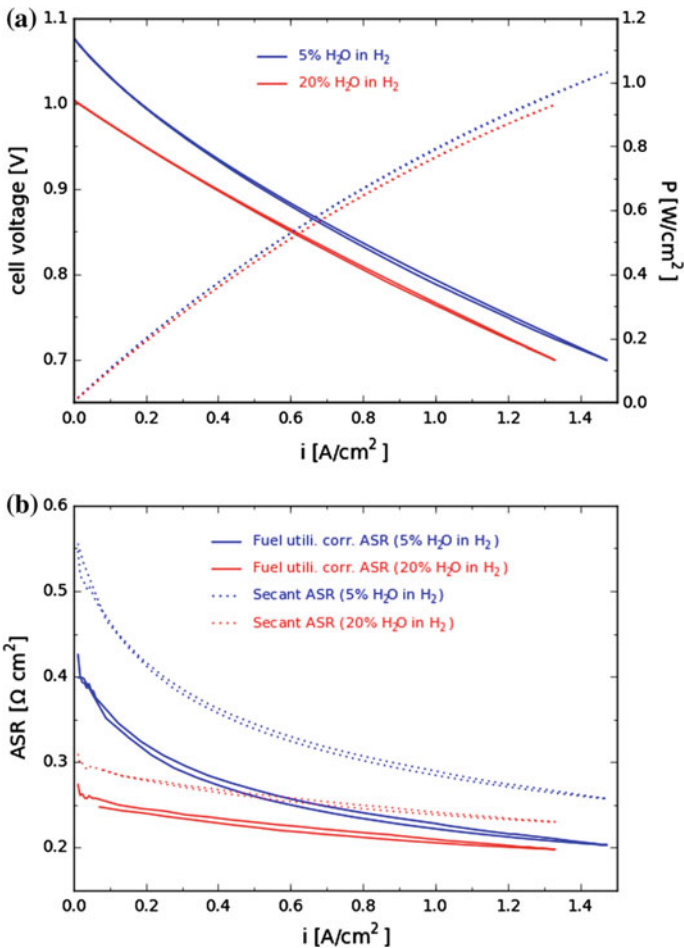 (a)
1.1
1.0
0.9
0.8
0.7
cell voltage [V]
5% H₂O in H₂
20% H₂O in H₂
1.2
1.0
0.8
0.6
0.4
0.2
0.0
P [W/cm²]
0.0 0.2 0.4 0.6 0.8 1.0 1.2 1.4
i [A/cm²]
(b)
0.6
0.5
0.4
0.3
0.2
0.1
ASR [Ω cm²]
Fuel utili. corr. ASR (5% H₂O in H₂)
Fuel utili. corr. ASR (20% H₂O in H₂)
Secant ASR (5% H₂O in H₂)
Secant ASR (20% H₂O in H₂)
0.0 0.2 0.4 0.6 0.8 1.0 1.2 1.4
i [A/cm²]